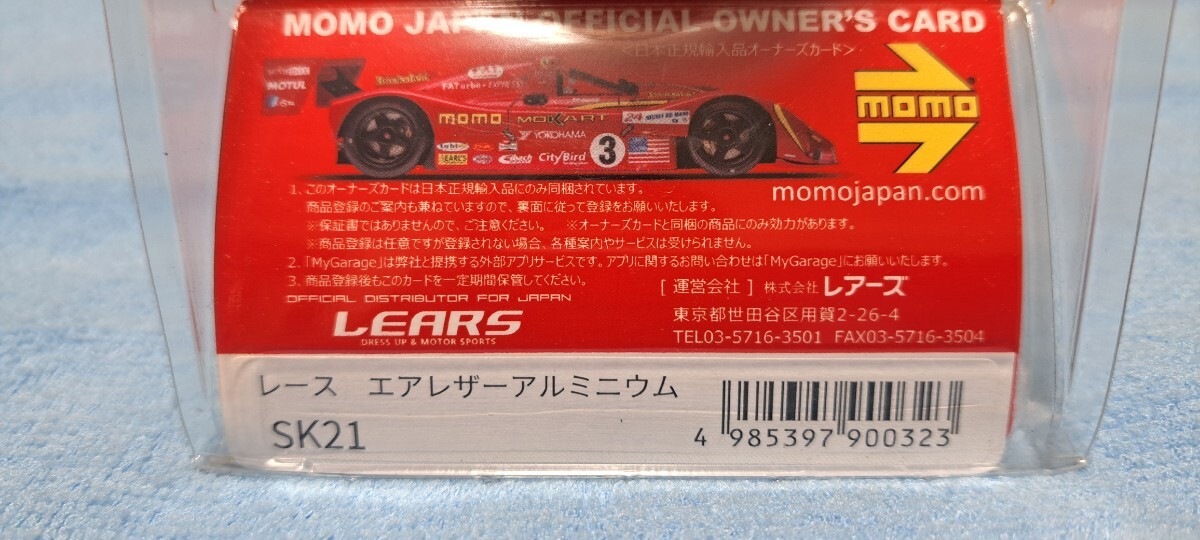 MOMO JAPAN OFFICIAL OWNER'S CARD
<日本正規輸入品オーナーズカード>
MOTUL
FATurbo-EXPRESS
momo
MOKART
YOKOHAMA
3
EARL'S
Eibach
CityBird
momo
momojapan.com
1. このオーナーズカードは日本正規輸入品にのみ同梱されています。
商品登録のご案内も兼ねていますので、裏面に従って登録をお願いいたします。
※保証書ではありませんので、ご注意ください。 ※オーナーズカードと同梱の商品にのみ効力があります。
※商品登録は任意ですが登録されない場合、各種案内やサービスは受けられません。
2. 「MyGarage」は弊社と提携する外部アプリサービスです。アプリに関するお問い合わせは「MyGarage」にお願いいたします。
3. 商品登録後もこのカードを一定期間保管してください。
OFFICIAL DISTRIBUTOR FOR JAPAN
LEARS
DRESS UP & MOTOR SPORTS
[ 運営会社 ] 株式会社 レアーズ
東京都世田谷区用賀2-26-4
TEL03-5716-3501 FAX03-5716-3504
レース エアレザーアルミニウム
SK21
4 985397 900323